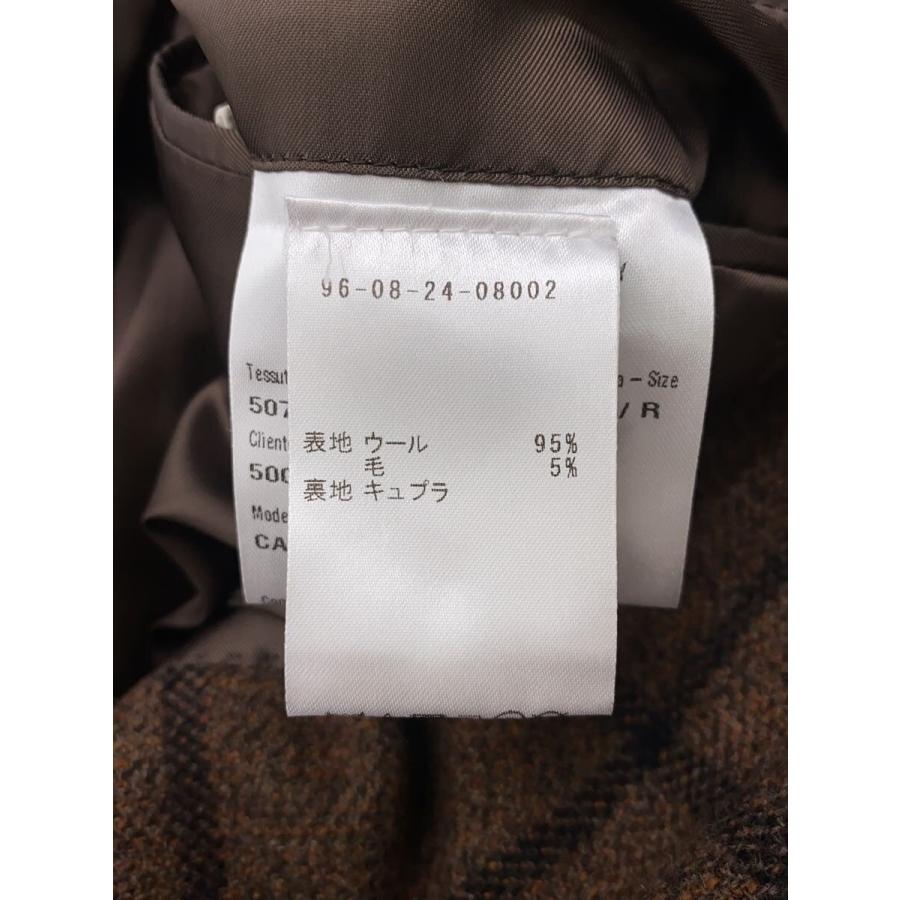 96-08-24-08002
Tessut
- Size
507
/ R
表地 ウール 95%
Client
毛 5%
500
裏地 キュプラ
Mode
CA